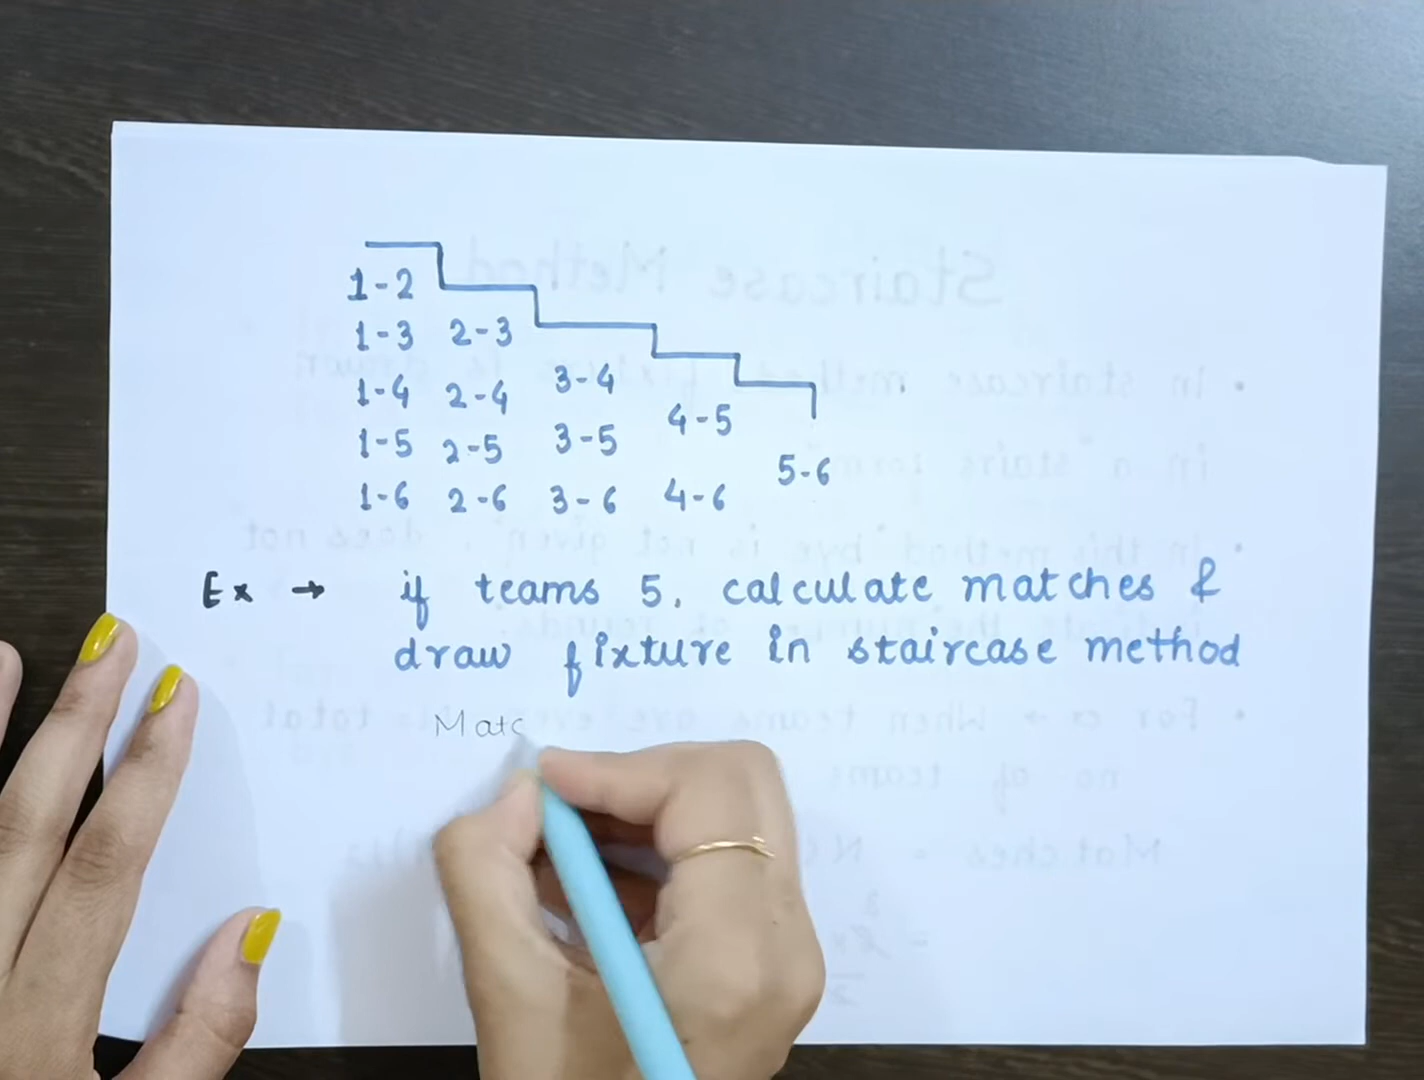 1-2
1-3 2-3
1-4 2-4 3-4
1-5 2-5 3-5 4-5
1-6 2-6 3-6 4-6 5-6
Ex → if teams 5, calculate matches &
draw fixture in staircase method
Matc